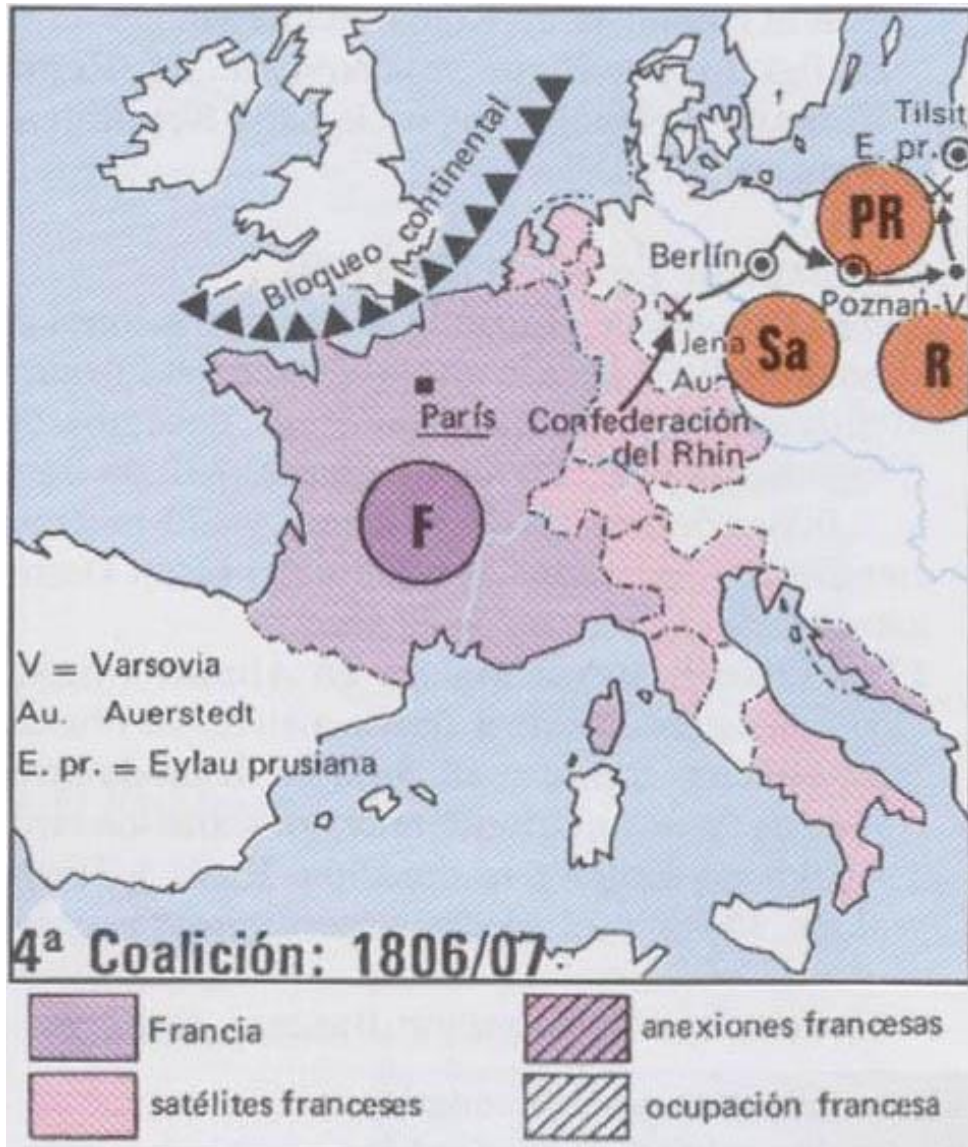 Bloqueo continental
Tilsit
E. pr.
PR
Berlín
Poznań-V
Jena
Au.
Sa
R
París
Confederación
del Rhin
F
V = Varsovia
Au. Auerstedt
E. pr. = Eylau prusiana
4ª Coalición: 1806/07
Francia
anexiones francesas
satélites franceses
ocupación francesa